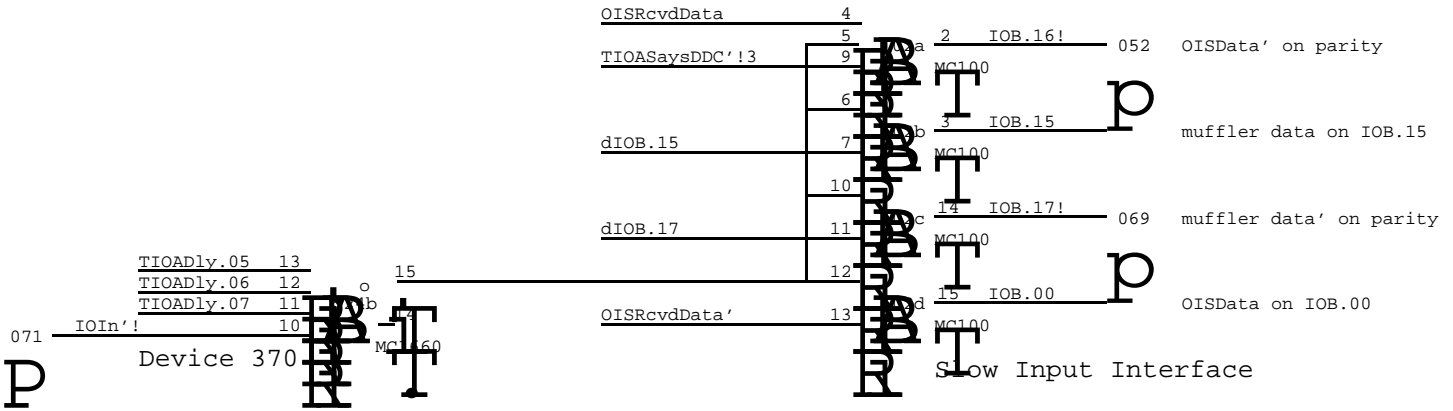 OISRcvdData 4
5
2 IOB.16! 052 OISData' on parity
TIOASaysDDC'!3 9
MC100
T
p
6
3 IOB.15 muffler data on IOB.15
dIOB.15 7
MC100
T
10
14 IOB.17! 069 muffler data' on parity
dIOB.17 11
MC100
T
p
TIOADly.05 13
15
12
TIOADly.06 12
TIOADly.07 11
15 IOB.00 OISData on IOB.00
OISRcvdData' 13
MC100
T
071 IOIn'! 10
T
Device 370
P
Slow Input Interface